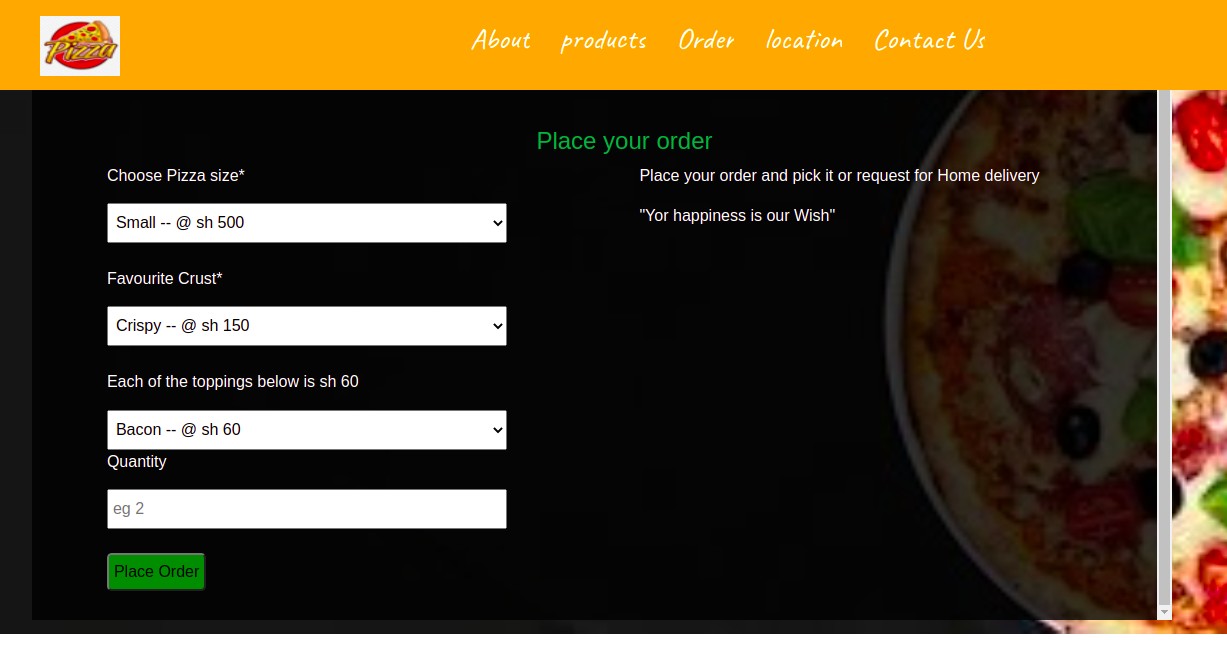 Pizza
About products Order location Contact Us
Place your order
Choose Pizza size*
Small -- @ sh 500
Favourite Crust*
Crispy -- @ sh 150
Each of the toppings below is sh 60
Bacon -- @ sh 60
Quantity
eg 2
Place Order
Place your order and pick it or request for Home delivery
"Yor happiness is our Wish"